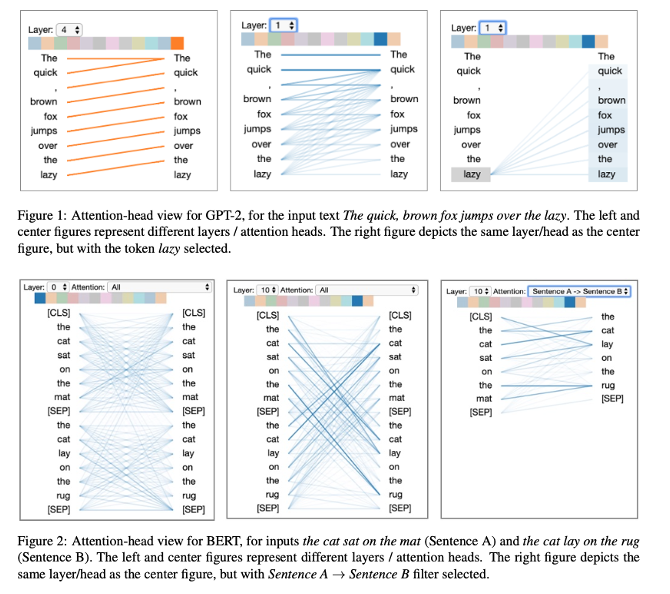 Layer: 4
The The
quick quick
, ,
brown brown
fox fox
jumps jumps
over over
the the
lazy lazy
Layer: 1
The The
quick quick
, ,
brown brown
fox fox
jumps jumps
over over
the the
lazy lazy
Layer: 1
The The
quick quick
, ,
brown brown
fox fox
jumps jumps
over over
the the
lazy lazy
Figure 1: Attention-head view for GPT-2, for the input text The quick, brown fox jumps over the lazy. The left and
center figures represent different layers / attention heads. The right figure depicts the same layer/head as the center
figure, but with the token lazy selected.
Layer: 0 Attention: All
[CLS] [CLS]
the the
cat cat
sat sat
on on
the the
mat mat
[SEP] [SEP]
the the
cat cat
lay lay
on on
the the
rug rug
[SEP] [SEP]
Layer: 10 Attention: All
[CLS] [CLS]
the the
cat cat
sat sat
on on
the the
mat mat
[SEP] [SEP]
the the
cat cat
lay lay
on on
the the
rug rug
[SEP] [SEP]
Layer: 10 Attention: Sentence A -> Sentence B
[CLS] the
the cat
cat lay
sat on
on the
the rug
mat [SEP]
[SEP]
Figure 2: Attention-head view for BERT, for inputs the cat sat on the mat (Sentence A) and the cat lay on the rug
(Sentence B). The left and center figures represent different layers / attention heads. The right figure depicts the
same layer/head as the center figure, but with Sentence A → Sentence B filter selected.